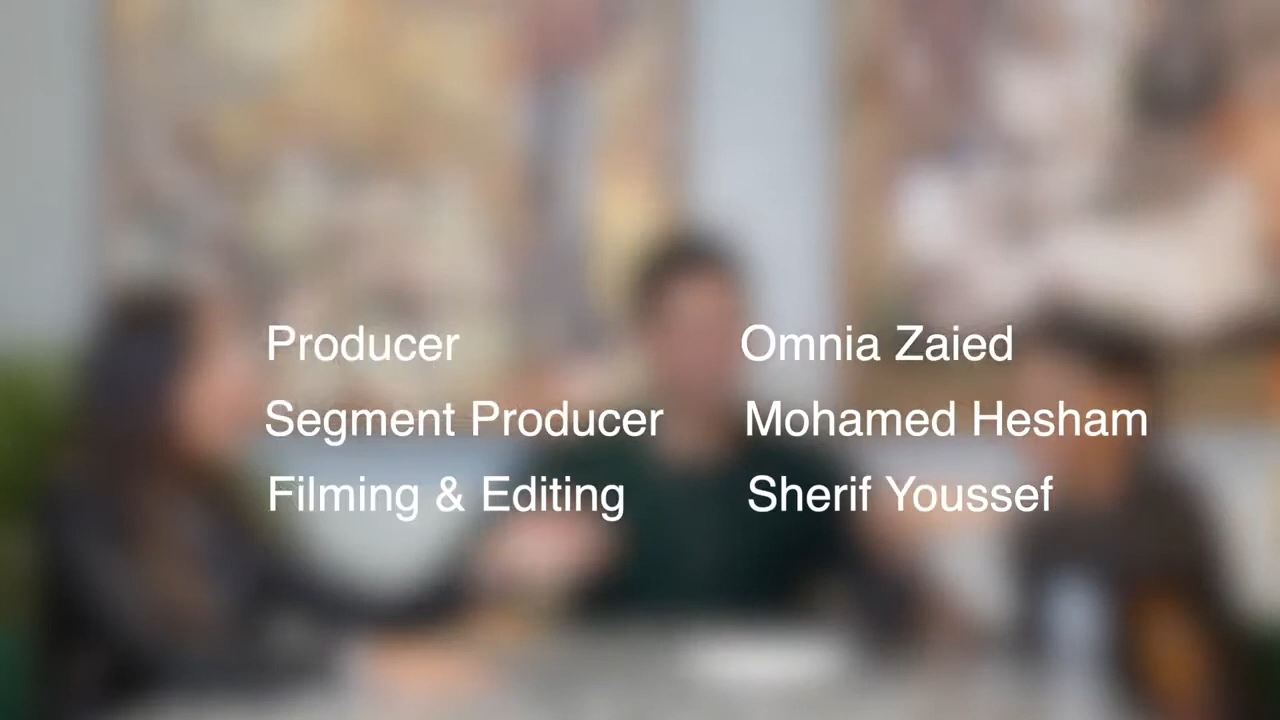 Producer Omnia Zaied
Segment Producer Mohamed Hesham
Filming & Editing Sherif Youssef